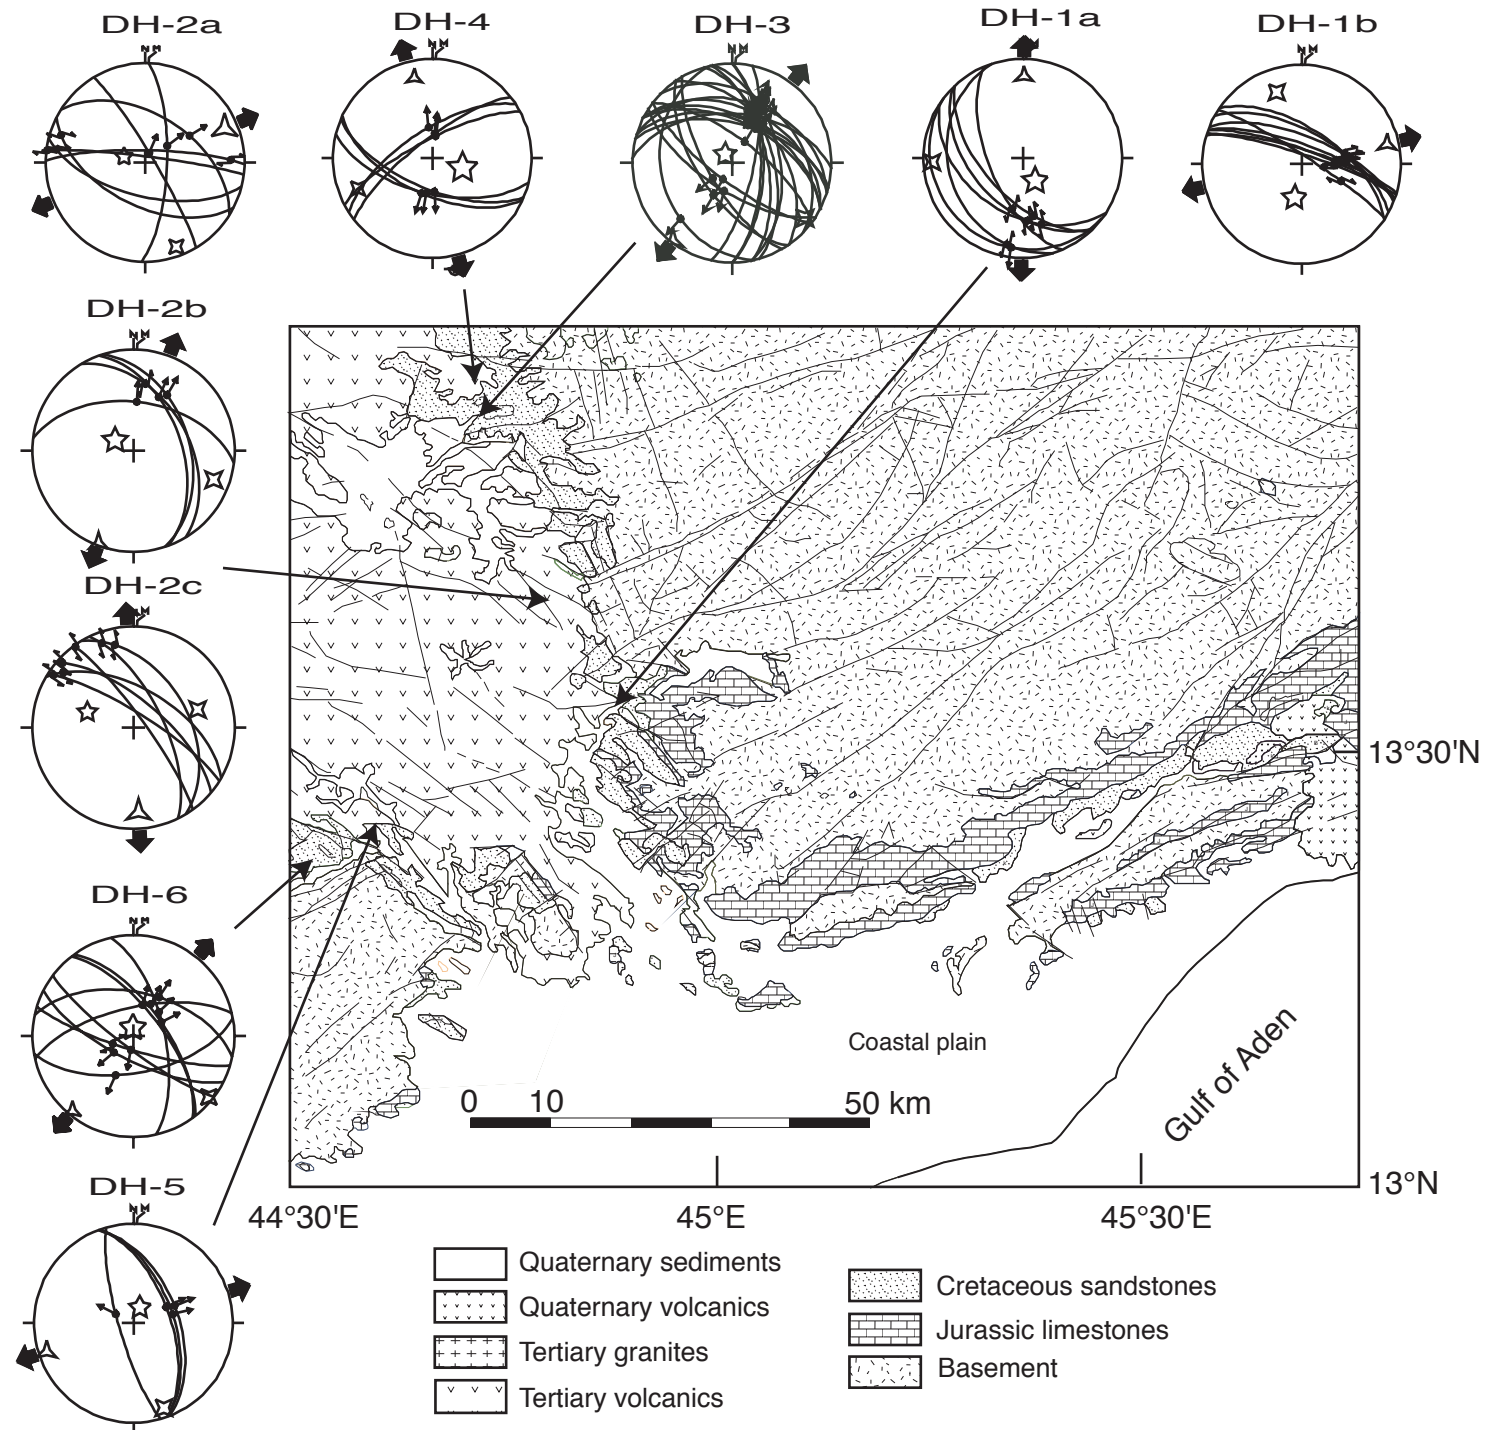 DH-2a
DH-4
DH-3
DH-1a
DH-1b
N M
N M
N M
N M
N M
DH-2b
N M
DH-2c
N M
DH-6
N M
DH-5
N M
13°30'N
13°N
Coastal plain
Gulf of Aden
0 10 50 km
44°30'E 45°E 45°30'E
Quaternary sediments
Quaternary volcanics
Tertiary granites
Tertiary volcanics
Cretaceous sandstones
Jurassic limestones
Basement